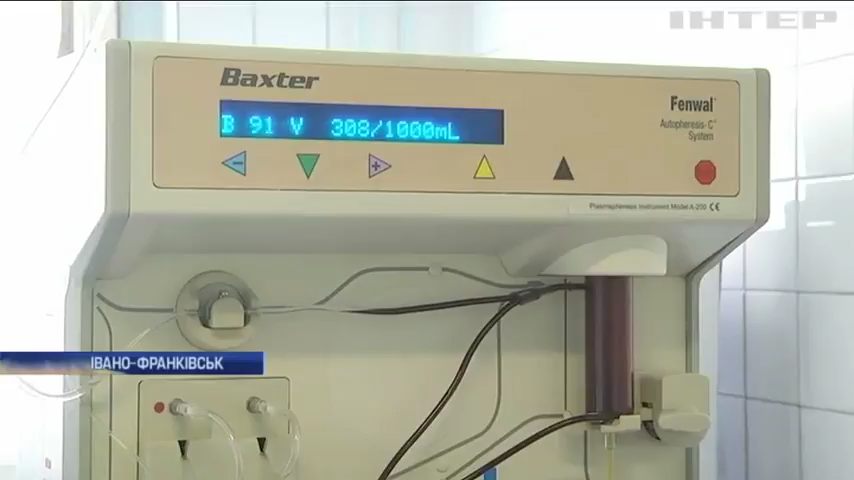 ІНТЕР
Baxter
B 91 V 308/1000mL
Fenwal
Autopheresis-C
System
Plasmapheresis Instrument Model A-200 CE
ІВАНО-ФРАНКІВСЬК